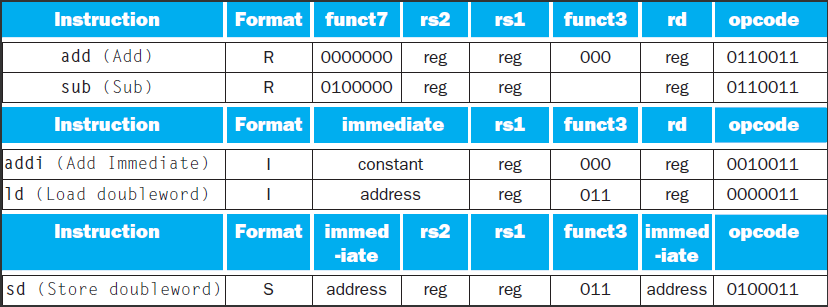 Instruction Format funct7 rs2 rs1 funct3 rd opcode
add (Add) R 0000000 reg reg 000 reg 0110011
sub (Sub) R 0100000 reg reg reg 0110011
Instruction Format immediate rs1 funct3 rd opcode
addi (Add Immediate) I constant reg 000 reg 0010011
ld (Load doubleword) I address reg 011 reg 0000011
Instruction Format immed rs2 rs1 funct3 immed opcode
-iate -iate
sd (Store doubleword) S address reg reg 011 address 0100011